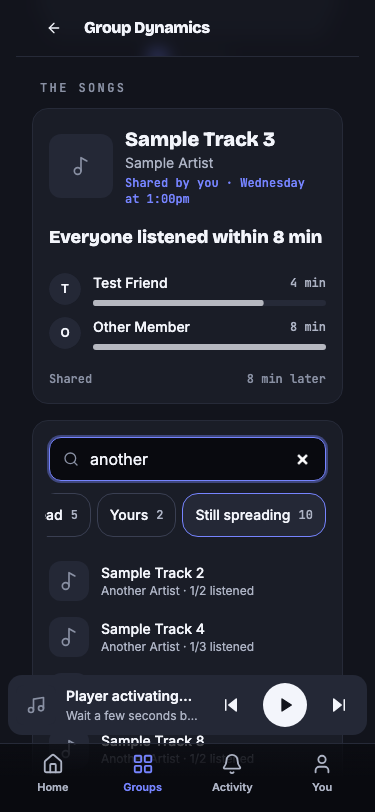 Group Dynamics
THE SONGS
Sample Track 3
Sample Artist
Shared by you · Wednesday
at 1:00pm
Everyone listened within 8 min
T
Test Friend
4 min
O
Other Member
8 min
Shared
8 min later
another
ad 5
Yours 2
Still spreading 10
Sample Track 2
Another Artist · 1/2 listened
Sample Track 4
Another Artist · 1/3 listened
Player activating...
Wait a few seconds b...
Sample Track 8
Home
Groups
Activity
You